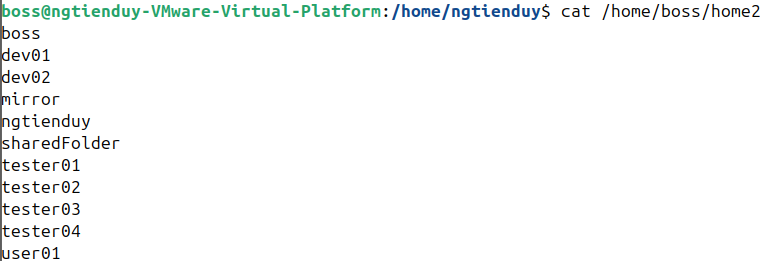 boss@ngtienduy-VMware-Virtual-Platform:/home/ngtienduy$ cat /home/boss/home2
boss
dev01
dev02
mirror
ngtienduy
sharedFolder
tester01
tester02
tester03
tester04
user01